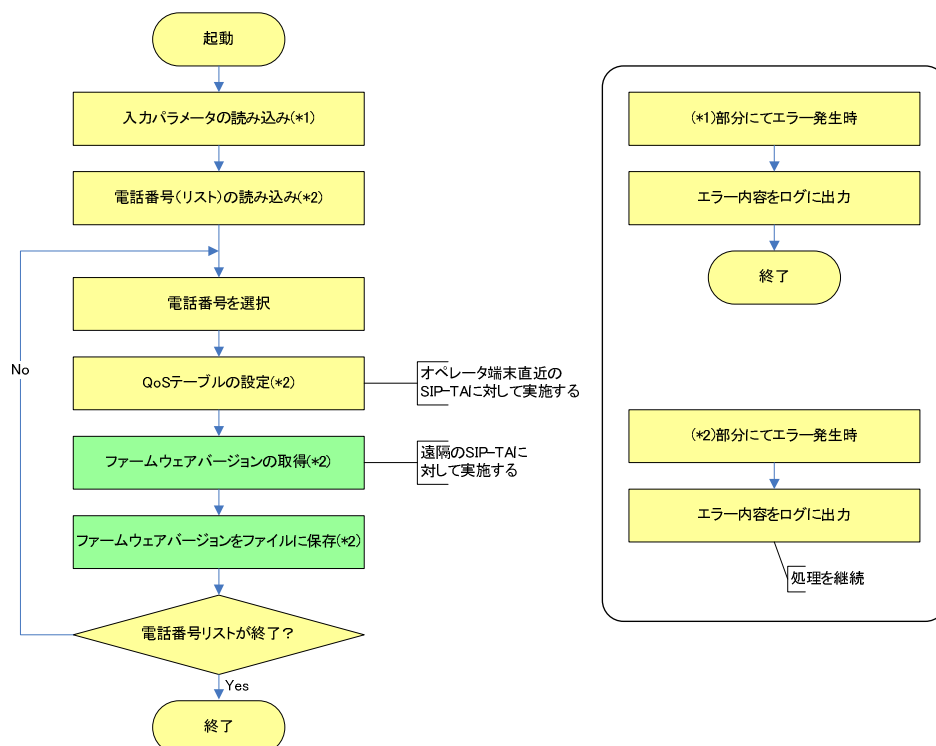 起動
入力パラメータの読み込み(*1)
電話番号(リスト)の読み込み(*2)
電話番号を選択
No
QoSテーブルの設定(*2)
オペレータ端末直近の
SIP-TAに対して実施する
ファームウェアバージョンの取得(*2)
遠隔のSIP-TAに
対して実施する
ファームウェアバージョンをファイルに保存(*2)
電話番号リストが終了?
Yes
終了
(*1)部分にてエラー発生時
エラー内容をログに出力
終了
(*2)部分にてエラー発生時
エラー内容をログに出力
処理を継続